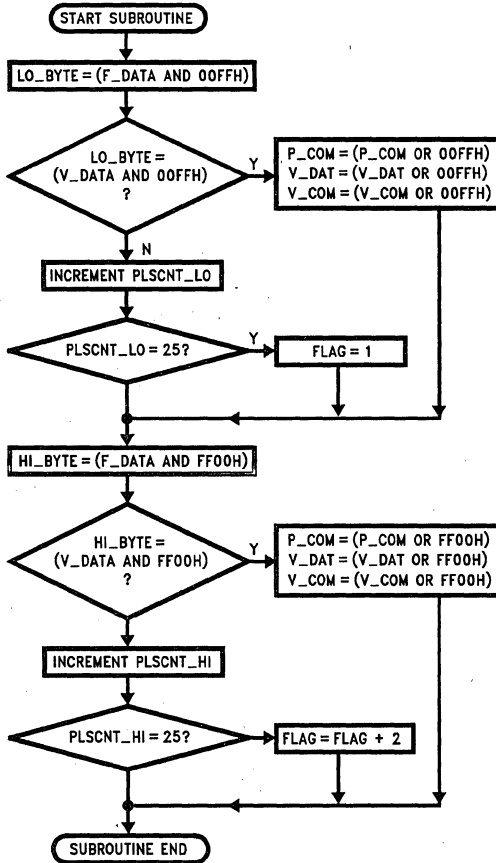 START SUBROUTINE
LO_BYTE=(F_DATA AND 00FFH)
LO_BYTE=
(V_DATA AND 00FFH)
?
Y
P_COM=(P_COM OR 00FFH)
V_DAT=(V_DAT OR 00FFH)
V_COM=(V_COM OR 00FFH)
N
INCREMENT PLSCNT_LO
PLSCNT_LO=25?
Y
FLAG=1
HI_BYTE=(F_DATA AND FF00H)
HI_BYTE=
(V_DATA AND FF00H)
?
Y
P_COM=(P_COM OR FF00H)
V_DAT=(V_DAT OR FF00H)
V_COM=(V_COM OR FF00H)
INCREMENT PLSCNT_HI
PLSCNT_HI=25?
FLAG=FLAG + 2
SUBROUTINE END